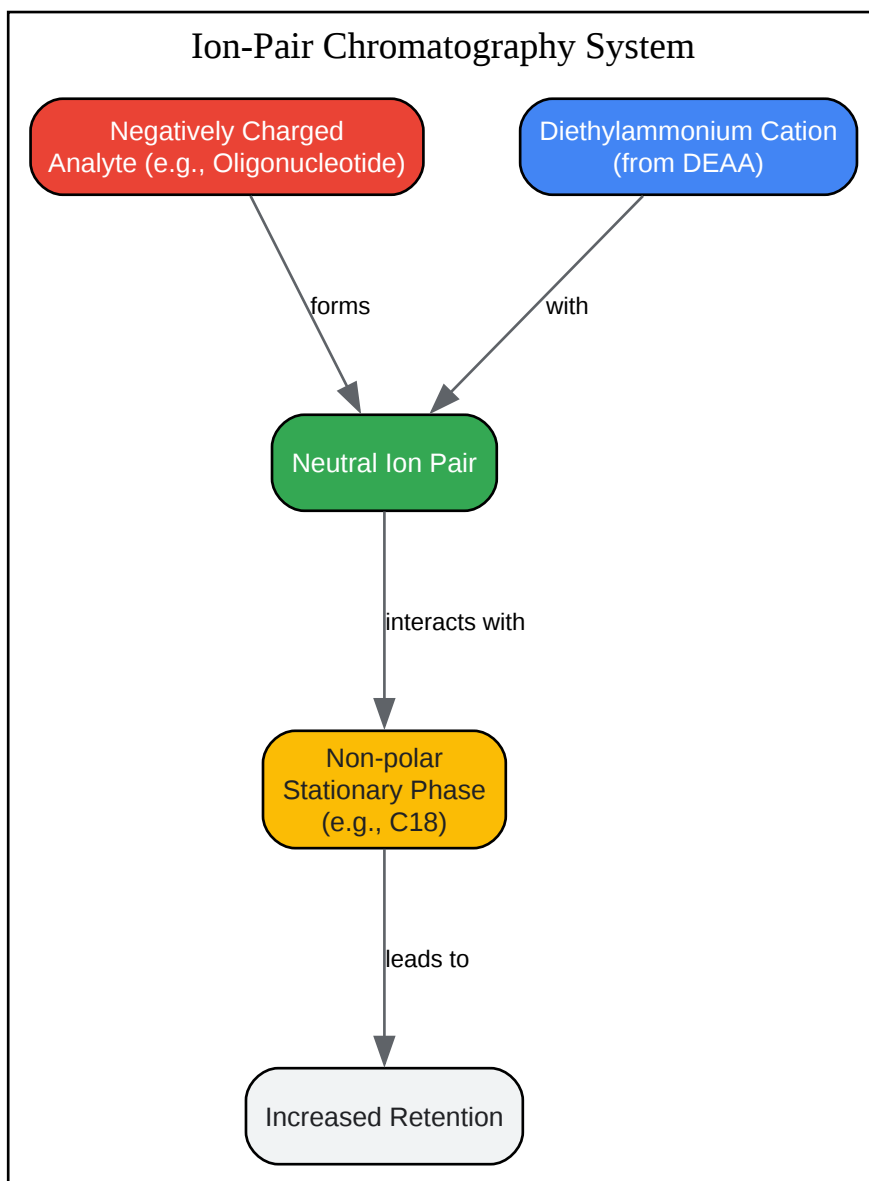 Ion-Pair Chromatography System
Negatively Charged
Analyte (e.g., Oligonucleotide)
Diethylammonium Cation
(from DEAA)
forms
with
Neutral Ion Pair
interacts with
Non-polar
Stationary Phase
(e.g., C18)
leads to
Increased Retention